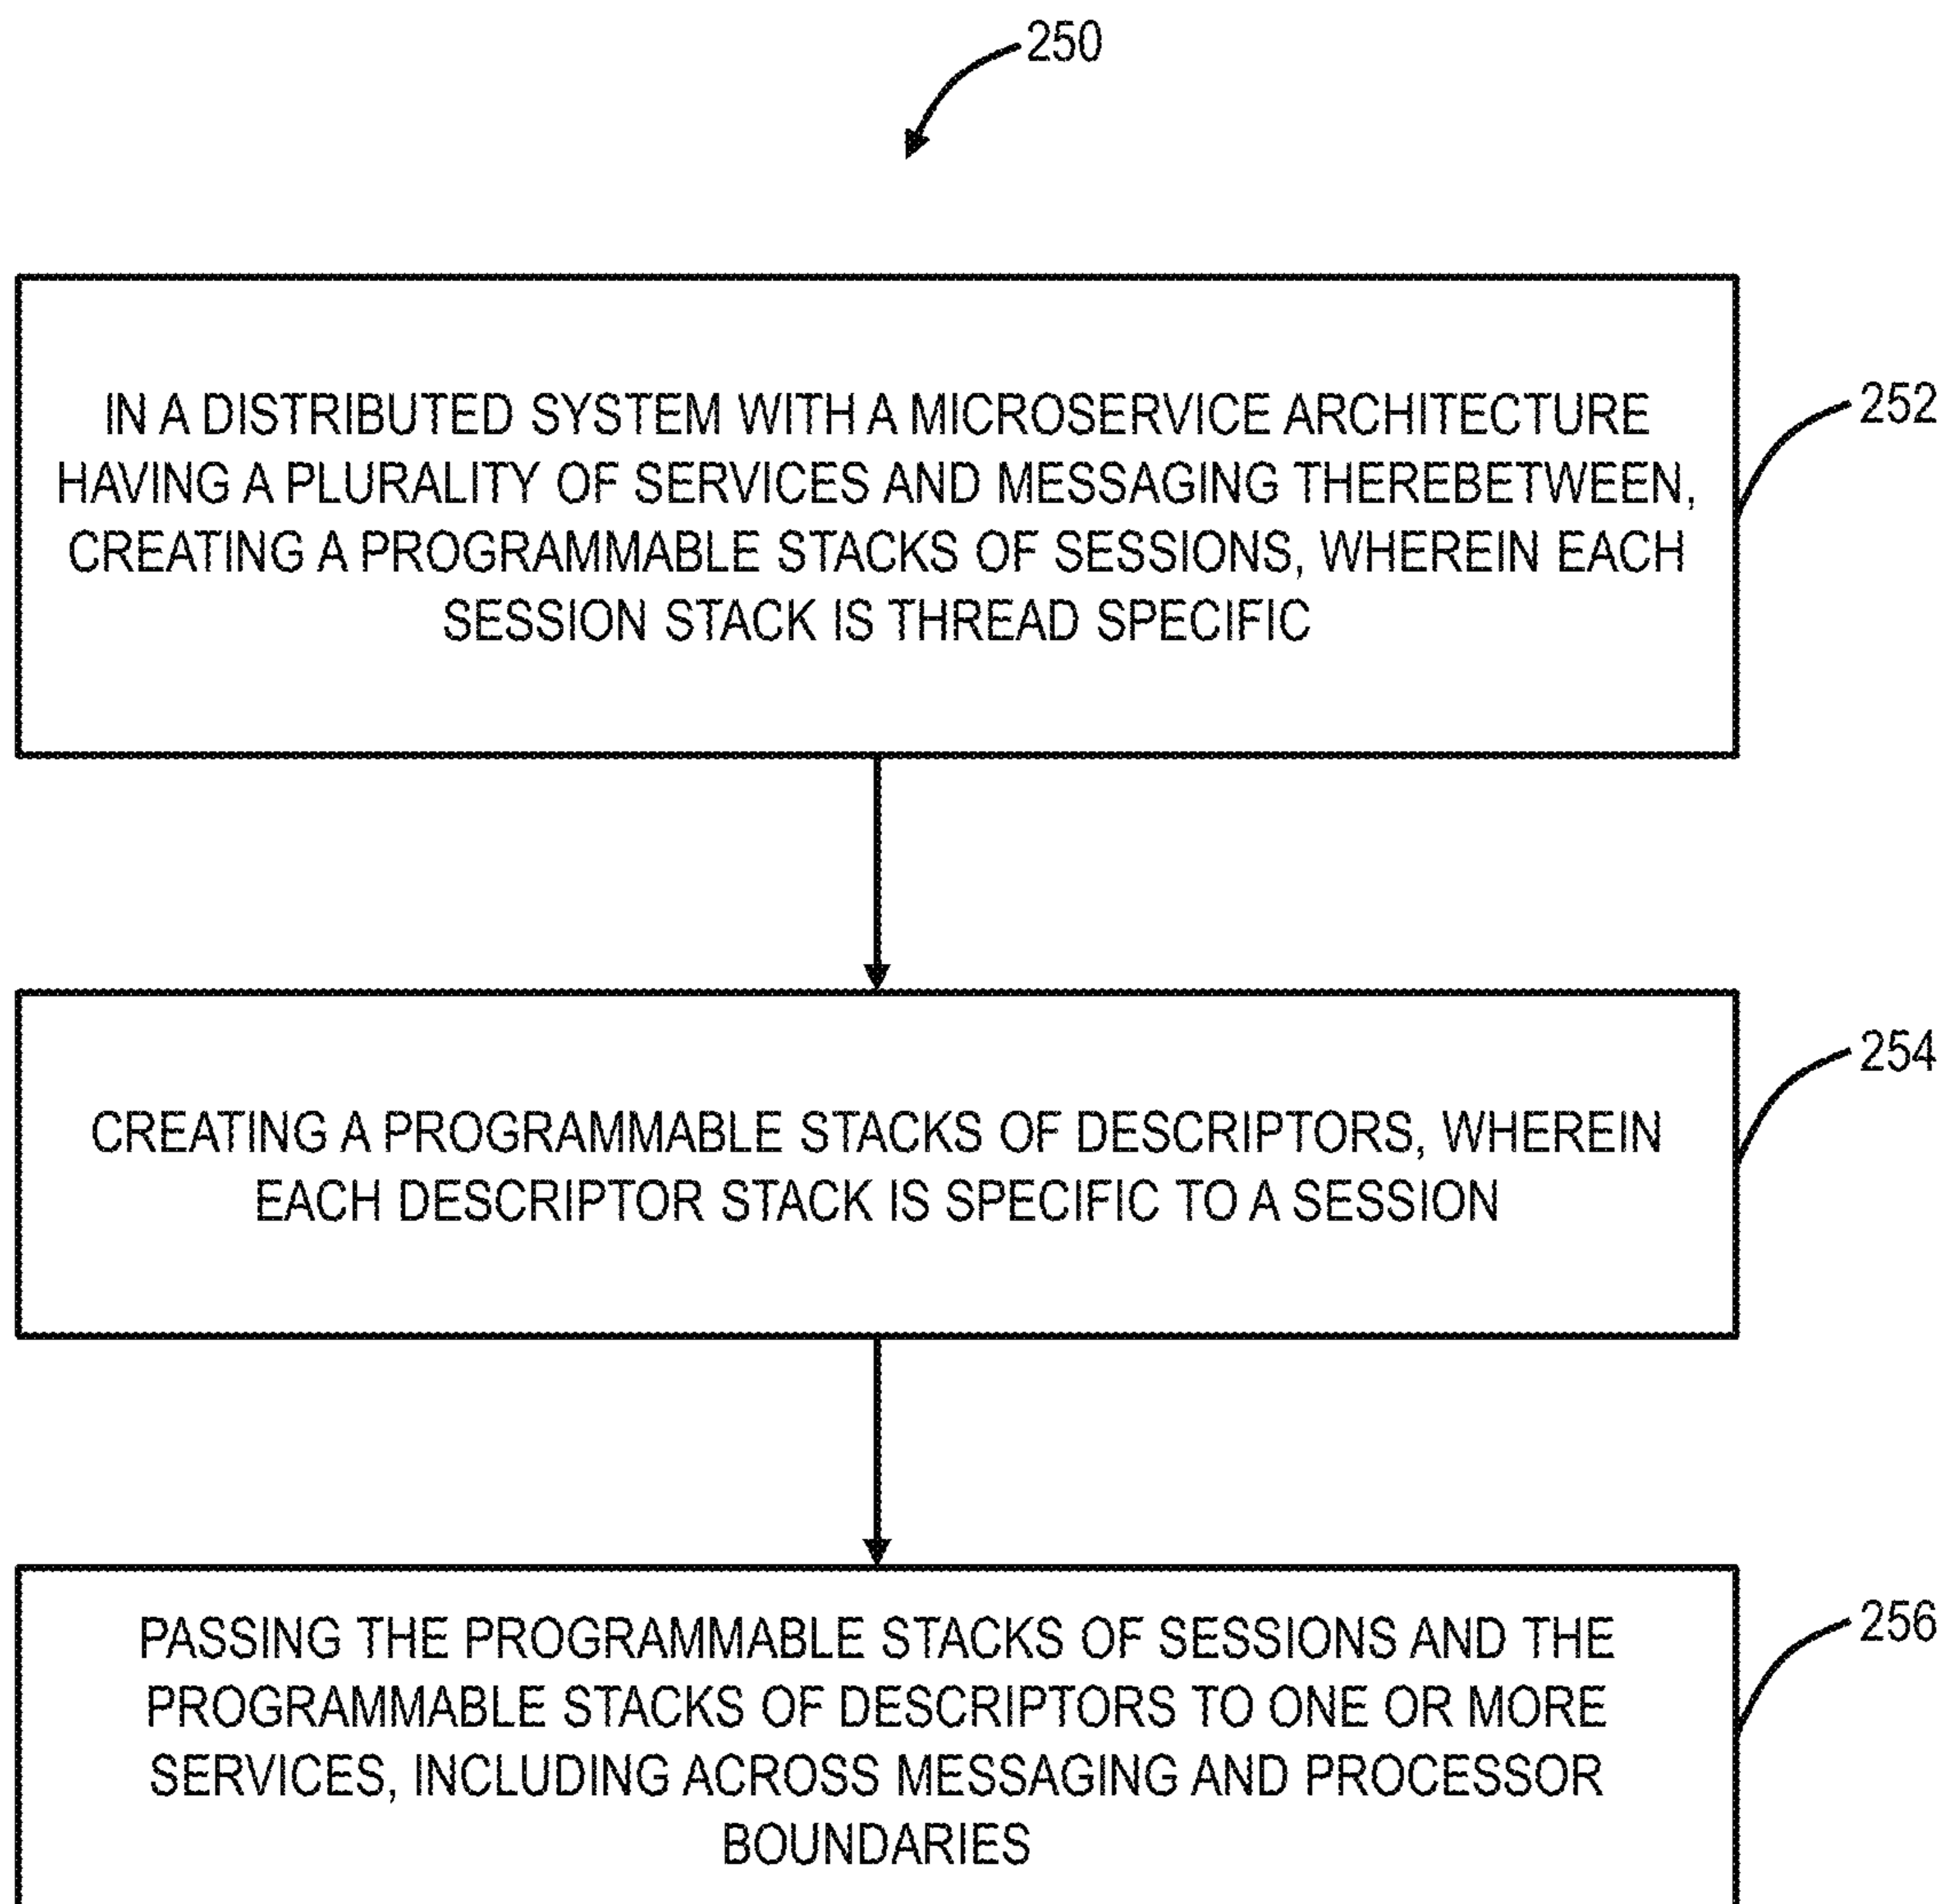 250
IN A DISTRIBUTED SYSTEM WITH A MICROSERVICE ARCHITECTURE
HAVING A PLURALITY OF SERVICES AND MESSAGING THEREBETWEEN,
CREATING A PROGRAMMABLE STACKS OF SESSIONS, WHEREIN EACH
SESSION STACK IS THREAD SPECIFIC
252
CREATING A PROGRAMMABLE STACKS OF DESCRIPTORS, WHEREIN
EACH DESCRIPTOR STACK IS SPECIFIC TO A SESSION
254
PASSING THE PROGRAMMABLE STACKS OF SESSIONS AND THE
PROGRAMMABLE STACKS OF DESCRIPTORS TO ONE OR MORE
SERVICES, INCLUDING ACROSS MESSAGING AND PROCESSOR
BOUNDARIES
256